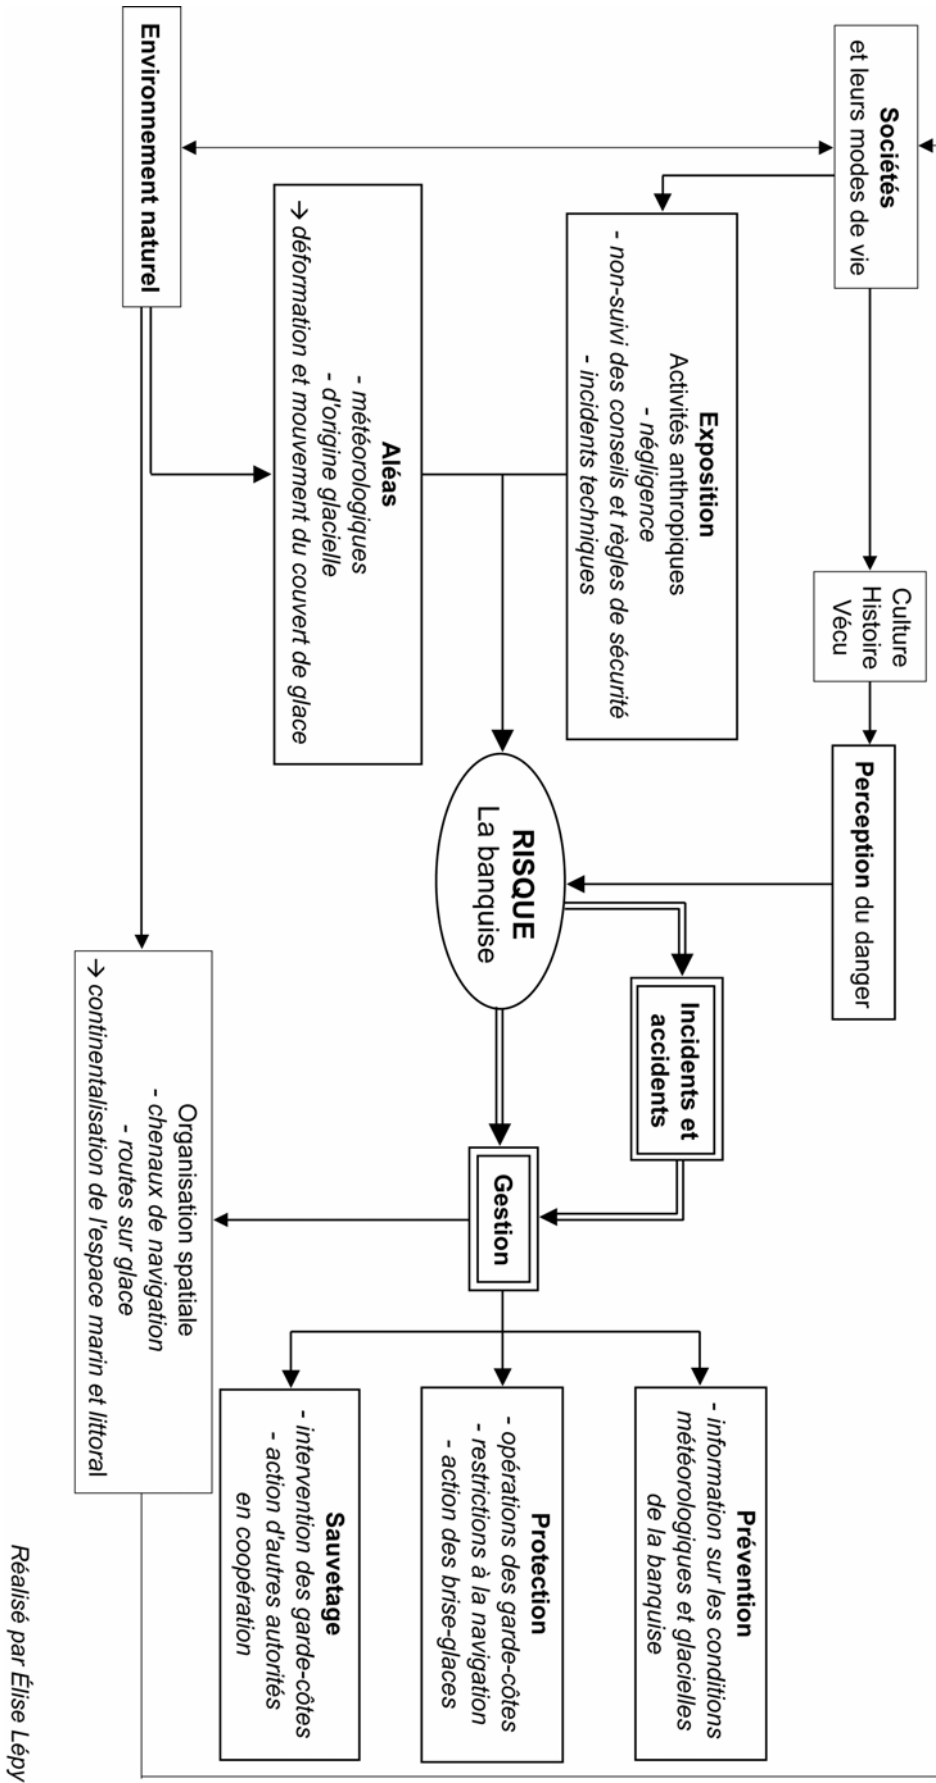 Sociétés
et leurs modes de vie
Culture
Histoire
Vécu
Perception du danger
Exposition
Activités anthropiques
- négligence
- non-suivi des conseils et règles de sécurité
- incidents techniques
Incidents et
accidents
Prévention
- information sur les conditions
météorologiques et glacielles
de la banquise
RISQUE
La banquise
Gestion
Protection
- opérations des garde-côtes
- restrictions à la navigation
- action des brise-glaces
Aléas
- météorologiques
- d'origine glacielle
→ déformation et mouvement du couvert de glace
Sauvetage
- intervention des garde-côtes
- action d'autres autorités
en coopération
Environnement naturel
Organisation spatiale
- chenaux de navigation
- routes sur glace
→ continentalisation de l'espace marin et littoral
Réalisé par Élise Lépy